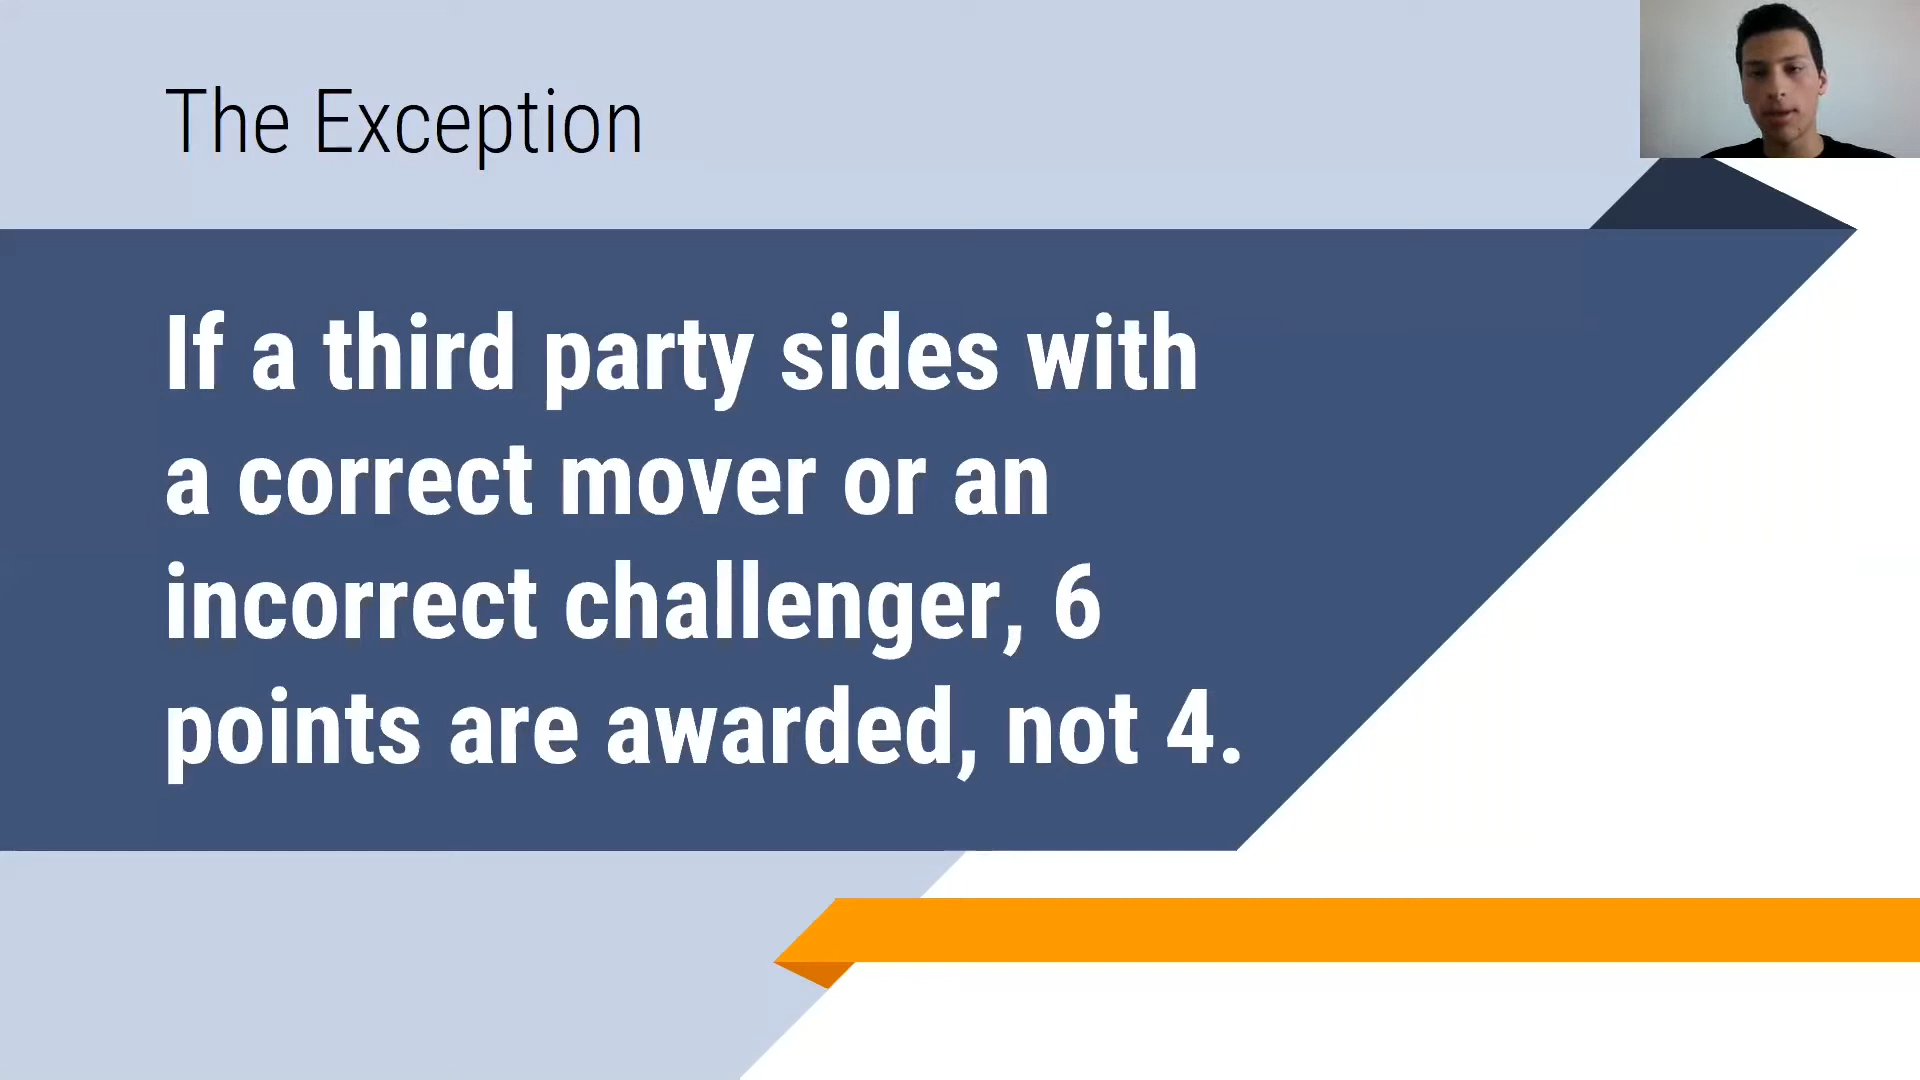 The Exception
If a third party sides with
a correct mover or an
incorrect challenger, 6
points are awarded, not 4.